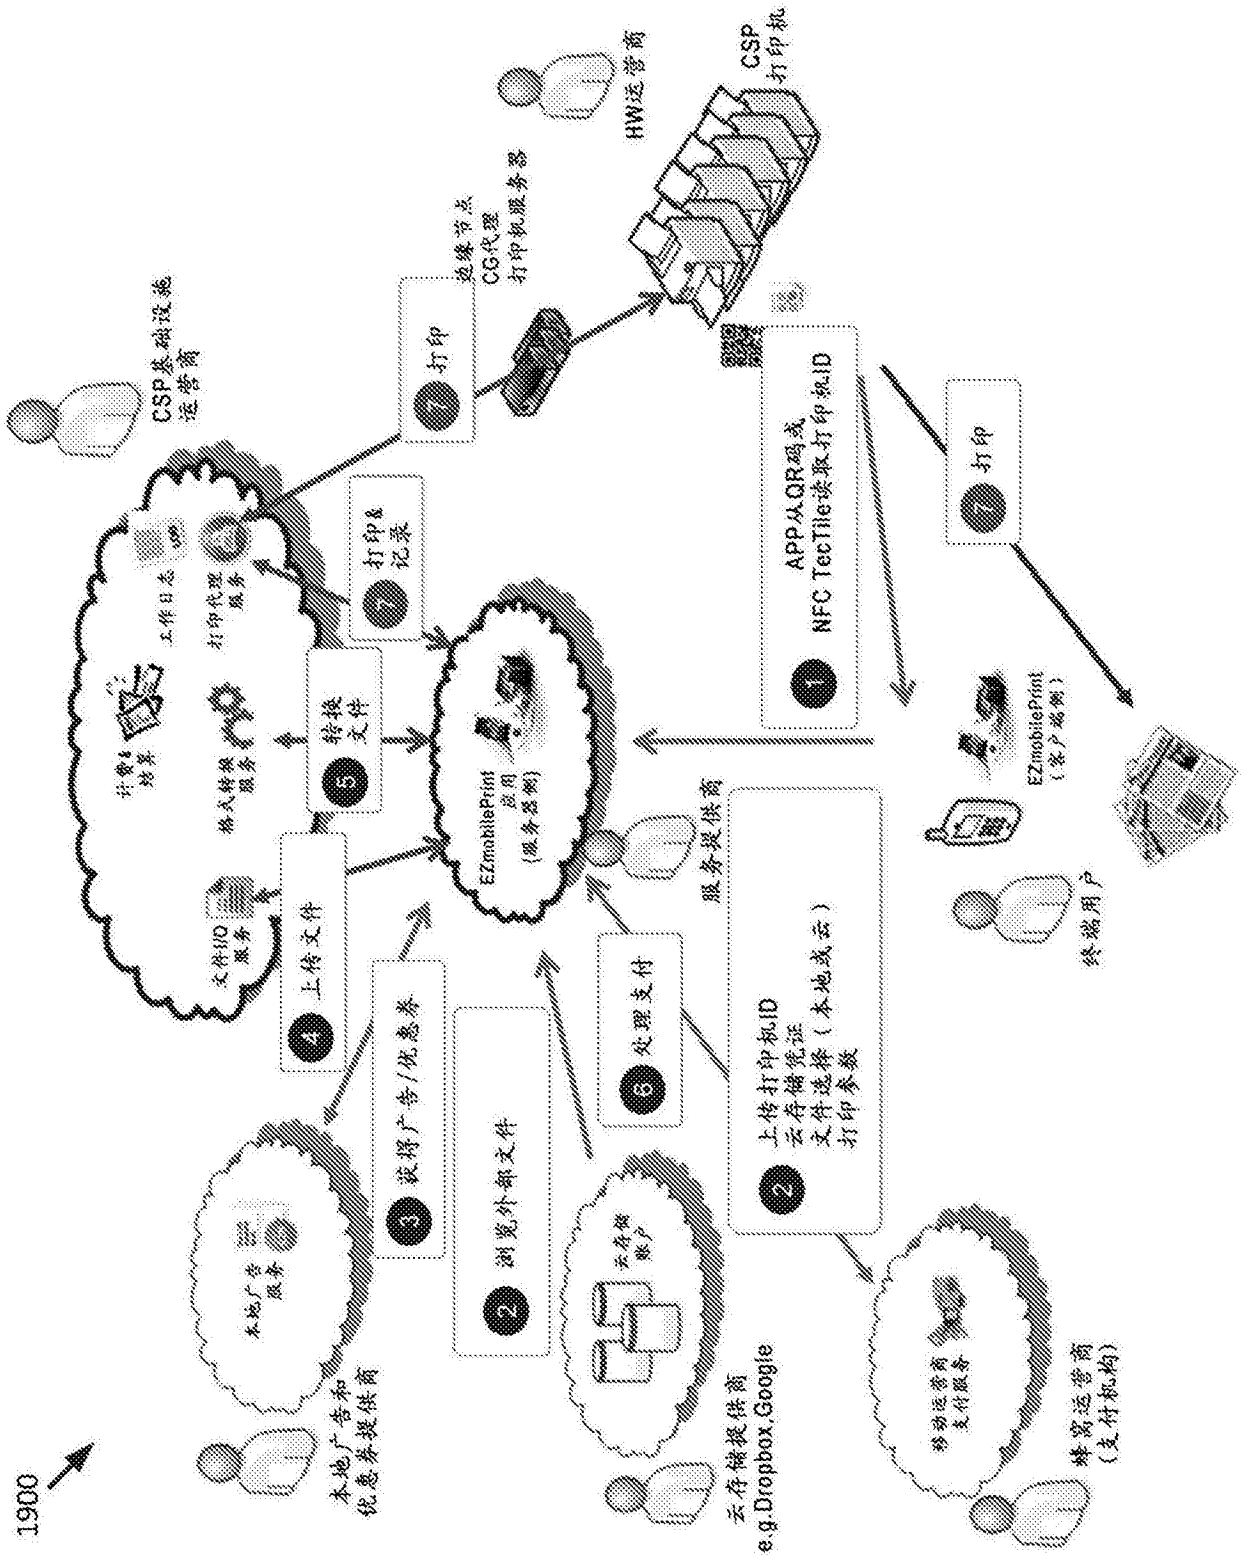 1900
本地广告和
优惠券提供商
本地广告
服务
云存储提供商
e.g.Dropbox,Google
云存储
账户
蜂窝运营商
(支付机构)
移动运营商
支付服务
3 获得广告/优惠券
2 浏览外部文件
6 处理支付
2 上传打印机ID
云存储凭证
文件选择(本地或云)
打印参数
4 上传文件
5 转换
文件
7 打印&
记录
7 打印
文件I/O
服务
格式转换
服务
计费&
结算
工作日志
打印代理
服务
CSP基础设施
运营商
EZmobilePrint
应用
(服务器侧)
服务提供商
边缘节点
CG代理
打印机服务器
HW运营商
CSP
打印机
1 APP从QR码或
NFC TecTile读取打印机ID
7 打印
EZmobilePrint
(客户端侧)
终端用户